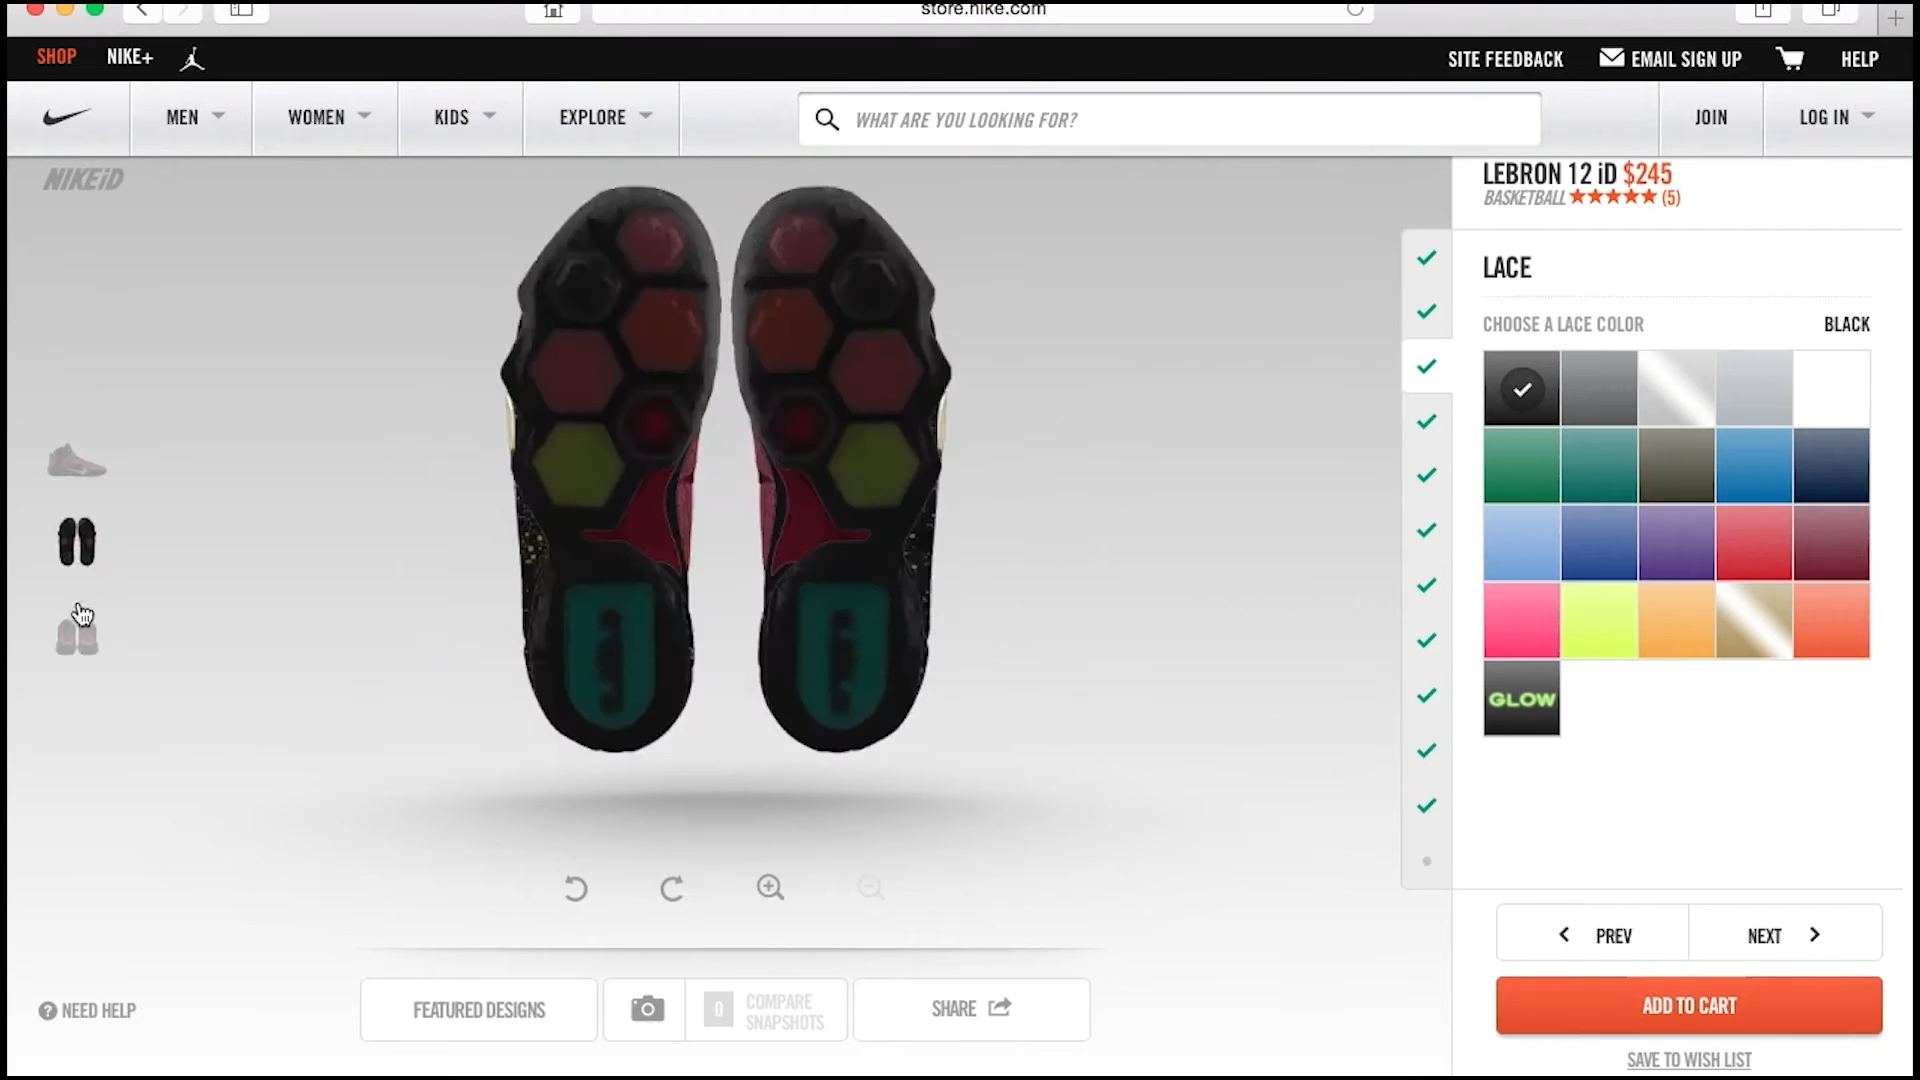 store.nike.com
SHOP NIKE+ SITE FEEDBACK EMAIL SIGN UP HELP
MEN WOMEN KIDS EXPLORE WHAT ARE YOU LOOKING FOR? JOIN LOG IN
NIKEiD
LEBRON 12 iD $245
BASKETBALL (5)
LACE
CHOOSE A LACE COLOR BLACK
GLOW
PREV NEXT
FEATURED DESIGNS
0 COMPARE
SNAPSHOTS
SHARE
ADD TO CART
? NEED HELP
SAVE TO WISH LIST